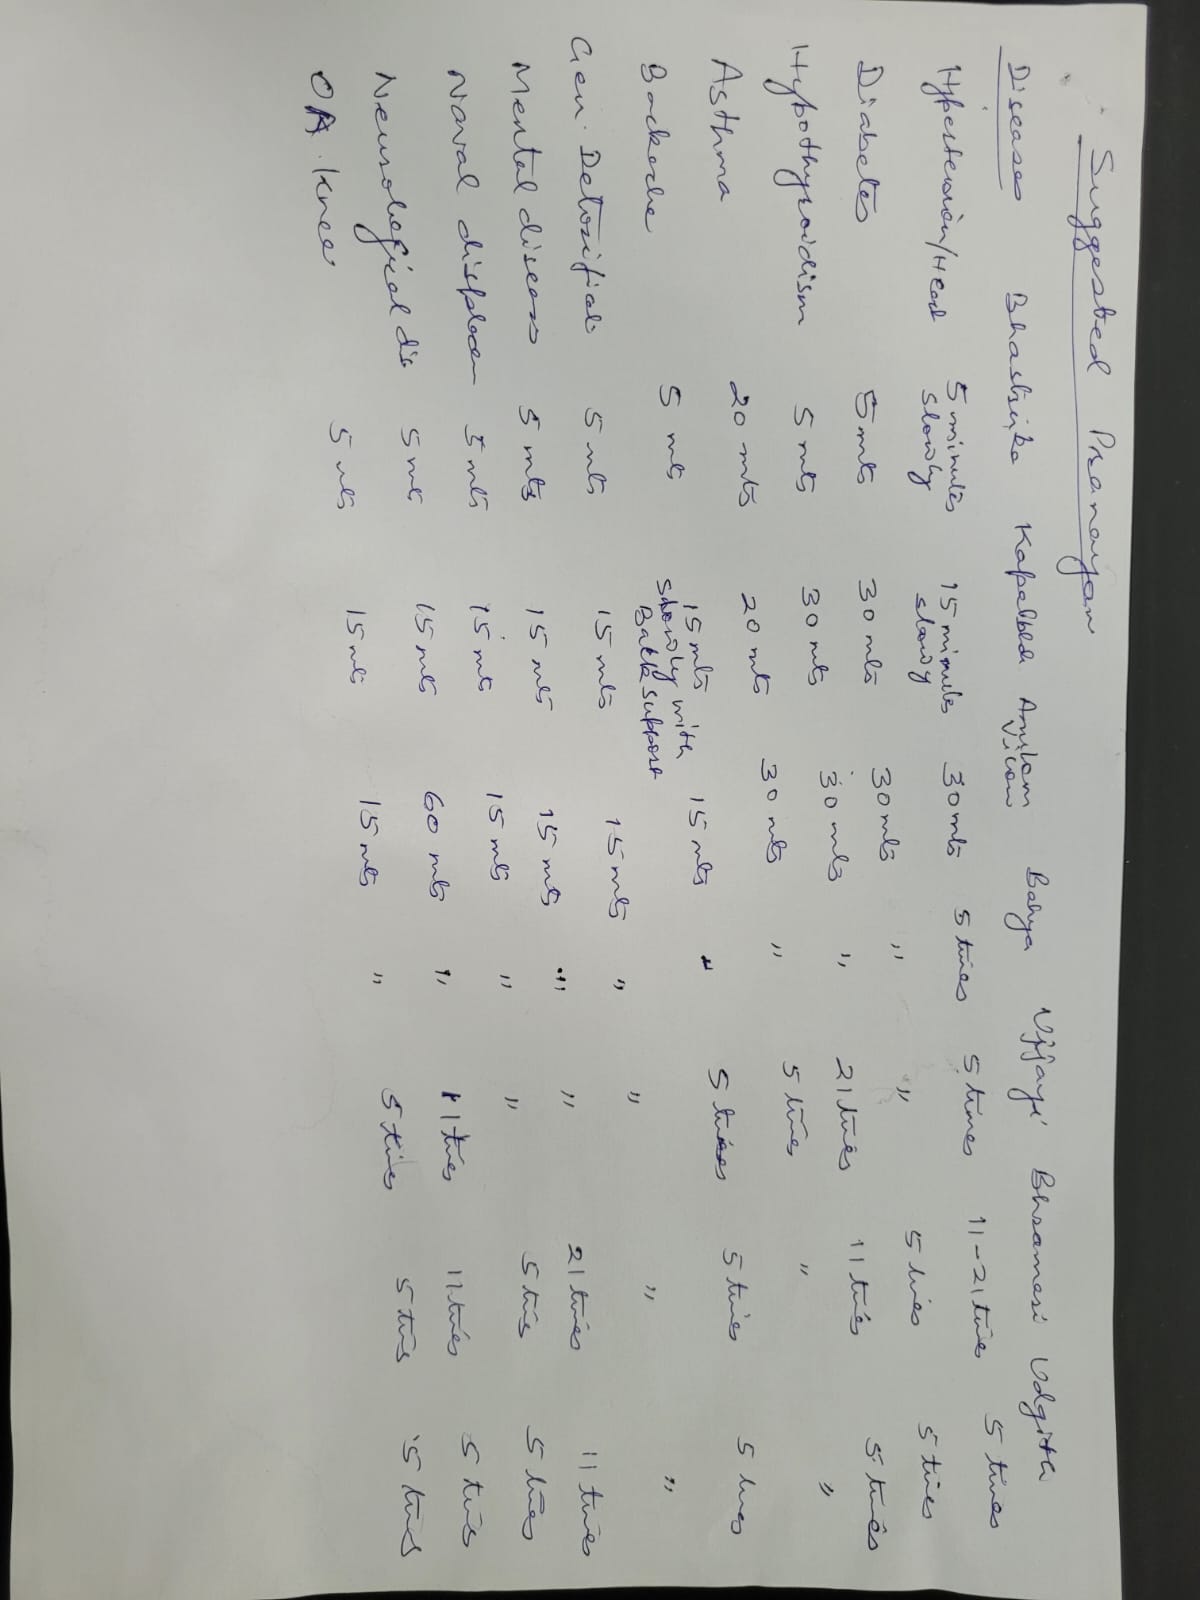 Suggested Pranayam
Diseases Bhastrika Kapalbhati Anulom Vilom Bahya Ujjayi Bhramari Udgith
Hypertension/Heart 5 minutes slowly 15 minutes slowly 30 mts 5 times 5 times 11-21 times 5 times
Diabetes 5 mts 30 mts 30 mts " " 5 times 5 times
Hypothyroidism 5 mts 30 mts 30 mts " 21 times 11 times 5 times
Asthma 20 mts 20 mts 30 mts " 5 times " "
Backache 5 mts 15 mts slowly with Back support 15 mts " 5 times 5 times 5 times
Gen. Detoxificat 5 mts 15 mts 15 mts " " " "
Mental diseases 5 mts 15 mts 15 mts " " 21 times 11 times
Naval displacem 5 mts 15 mts 15 mts " " 5 times 5 times
Neurological dis 5 mts 15 mts 60 mts " 11 times 11 times 5 times
OA knee 5 mts 15 mts 15 mts " 5 times 5 times 5 times